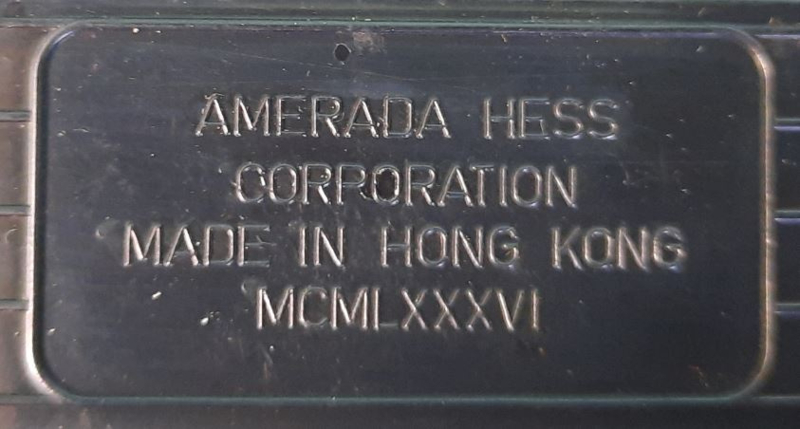 AMERADA HESS
CORPORATION
MADE IN HONG KONG
MCMLXXXVI